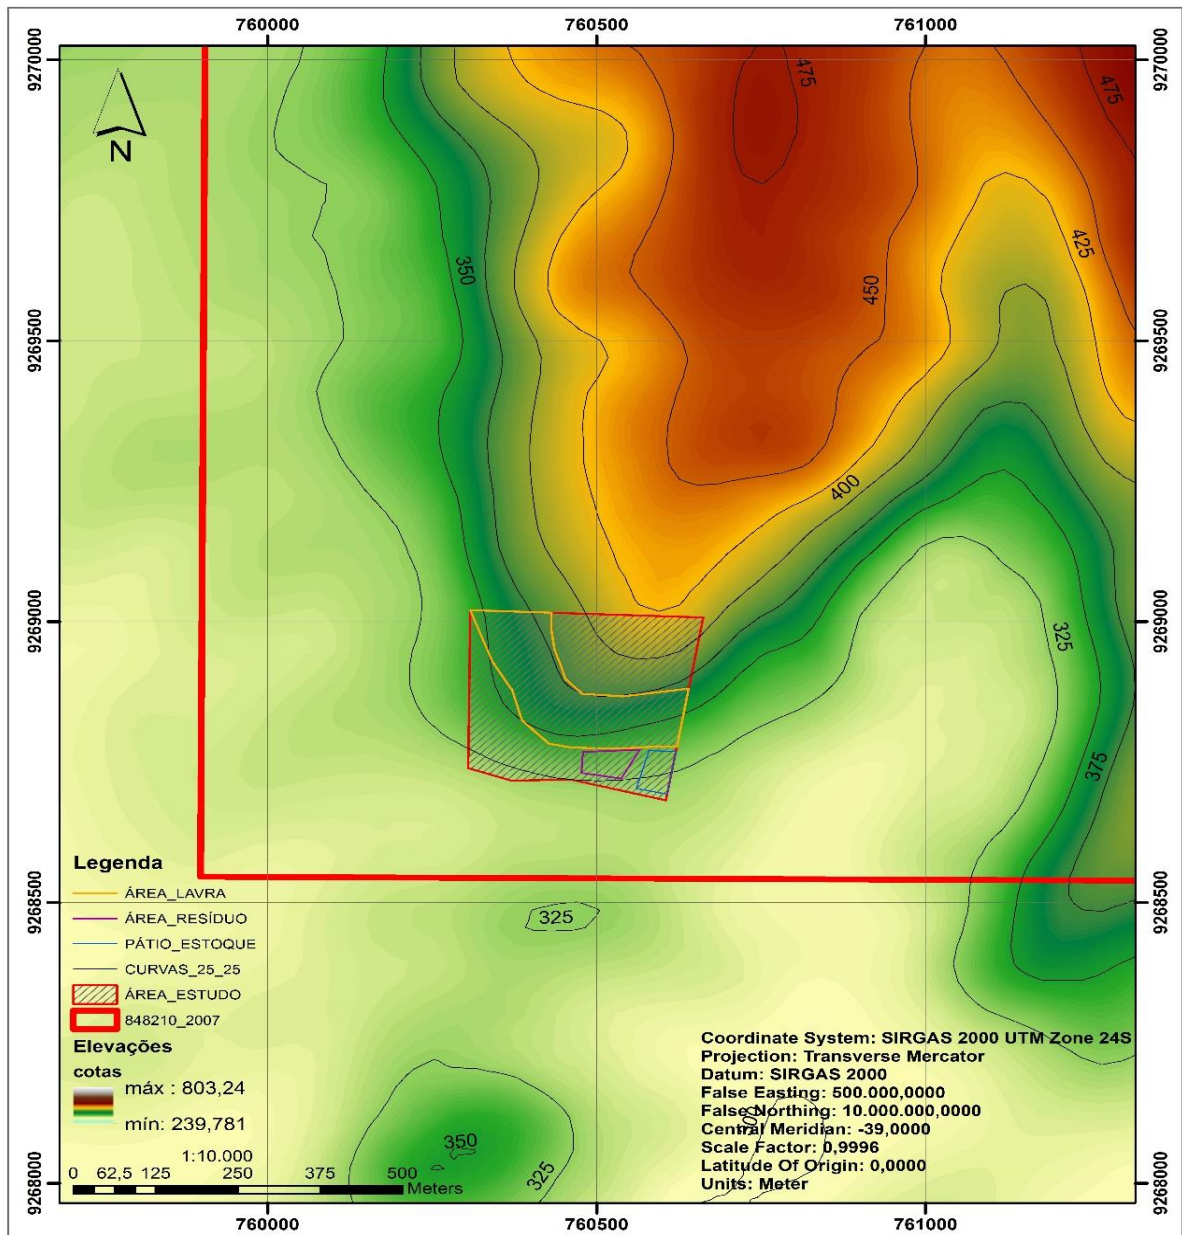 760000 760500 761000
9270000 9270000
475 475
N
425
350
450
9269500 9269500
400
9269000 9269000
325
375
Legenda
ÁREA_LAVRA
ÁREA_RESÍDUO
PÁTIO_ESTOQUE
CURVAS_25_25
ÁREA_ESTUDO
848210_2007
Elevações
cotas
máx : 803,24
mín: 239,781
1:10.000
0 62,5 125 250 375 500
Meters
9268500 9268500
325
350
325
300
Coordinate System: SIRGAS 2000 UTM Zone 24S
Projection: Transverse Mercator
Datum: SIRGAS 2000
False Easting: 500.000,0000
False Northing: 10.000.000,0000
Central Meridian: -39,0000
Scale Factor: 0,9996
Latitude Of Origin: 0,0000
Units: Meter
9268000 9268000
760000 760500 761000